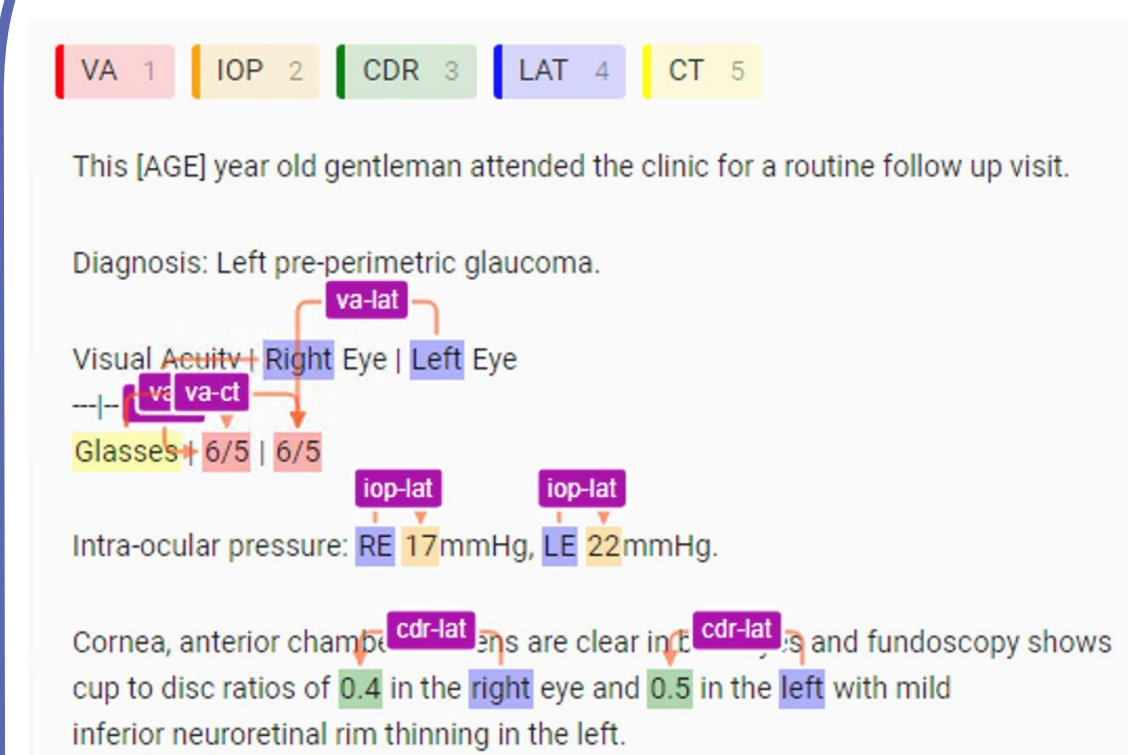 VA 1 IOP 2 CDR 3 LAT 4 CT 5
This [AGE] year old gentleman attended the clinic for a routine follow up visit.
Diagnosis: Left pre-perimetric glaucoma.
va-lat
Visual Acuity | Right Eye | Left Eye
---|-- va va-ct
Glasses | 6/5 | 6/5
iop-lat iop-lat
Intra-ocular pressure: RE 17mmHg, LE 22mmHg.
cdr-lat cdr-lat
Cornea, anterior are clear in and fundoscopy shows
cup to disc ratios of 0.4 in the right eye and 0.5 in the left with mild
inferior neuroretinal rim thinning in the left.